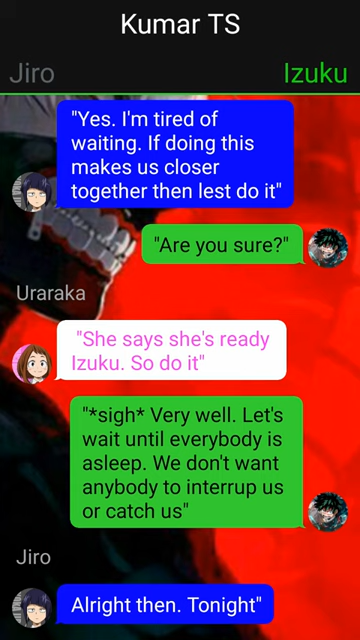 Kumar TS
Jiro
Izuku
"Yes. I'm tired of
waiting. If doing this
makes us closer
together then lest do it"
"Are you sure?"
Uraraka
"She says she's ready
Izuku. So do it"
"*sigh* Very well. Let's
wait until everybody is
asleep. We don't want
anybody to interrup us
or catch us"
Jiro
Alright then. Tonight"